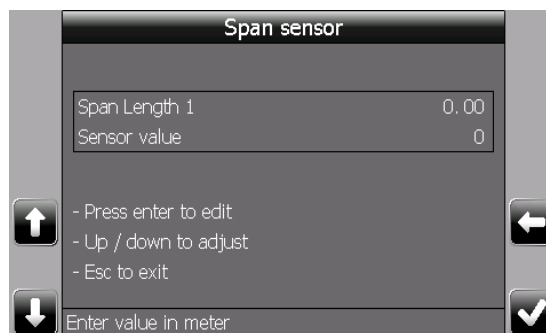 Span sensor
Span Length 1 0.00
Sensor value 0
- Press enter to edit
- Up / down to adjust
- Esc to exit
Enter value in meter